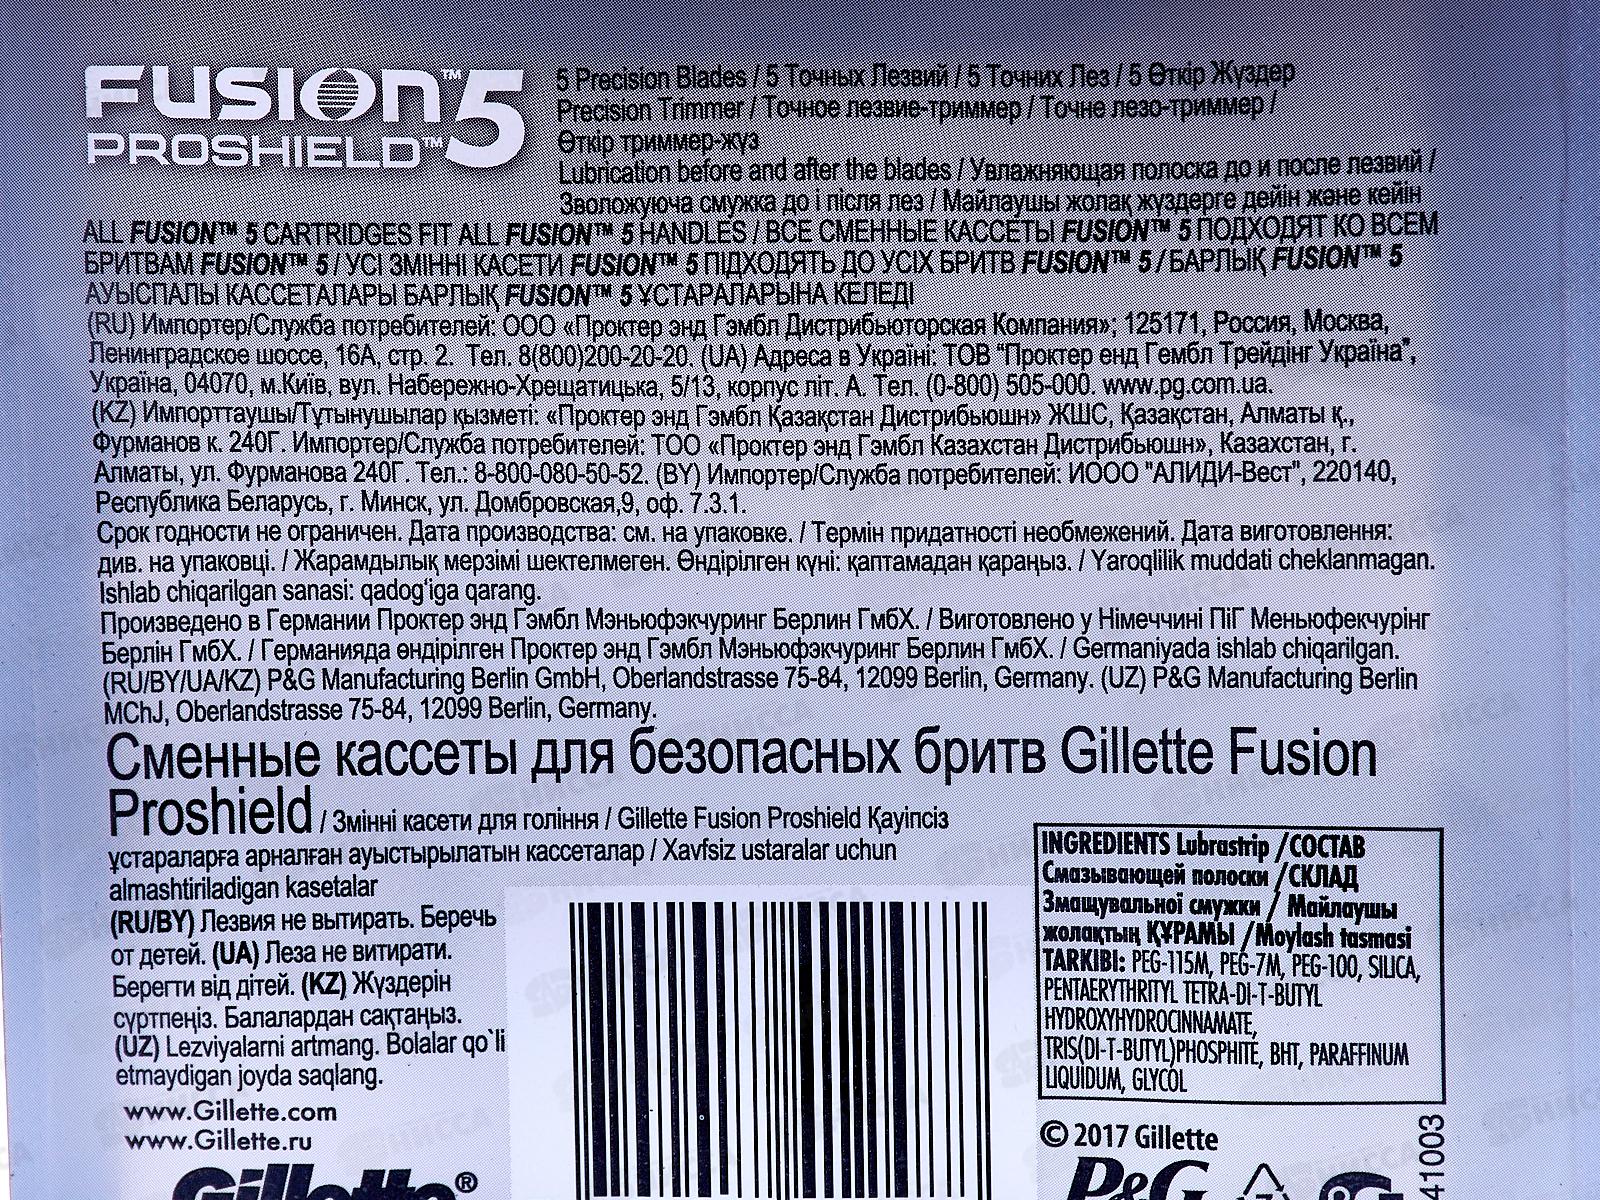 FUSION™ 5
PROSHIELD™
5 Precision Blades / 5 Точных Лезвий / 5 Точних Лез / 5 Өткір Жүздер
Precision Trimmer / Точное лезвие-триммер / Точне лезо-триммер /
Өткір триммер-жүз
Lubrication before and after the blades / Увлажняющая полоска до и после лезвий /
Зволожуюча смужка до і після лез / Майлаушы жолақ жүздерге дейін және кейін
ALL FUSION™ 5 CARTRIDGES FIT ALL FUSION™ 5 HANDLES / ВСЕ СМЕННЫЕ КАССЕТЫ FUSION™ 5 ПОДХОДЯТ КО ВСЕМ
БРИТВАМ FUSION™ 5 / УСІ ЗМІННІ КАСЕТИ FUSION™ 5 ПІДХОДЯТЬ ДО УСІХ БРИТВ FUSION™ 5 / БАРЛЫҚ FUSION™ 5
АУЫСПАЛЫ КАССЕТАЛАРЫ БАРЛЫҚ FUSION™ 5 ҰСТАРАЛАРЫНА КЕЛЕДІ
(RU) Импортер/Служба потребителей: ООО «Проктер энд Гэмбл Дистрибьюторская Компания»; 125171, Россия, Москва,
Ленинградское шоссе, 16А, стр. 2. Тел. 8(800)200-20-20. (UA) Адреса в Україні: ТОВ "Проктер енд Гембл Трейдінг Україна",
Україна, 04070, м.Київ, вул. Набережно-Хрещатицька, 5/13, корпус літ. А. Тел. (0-800) 505-000. www.pg.com.ua.
(KZ) Импорттаушы/Тұтынушылар қызметі: «Проктер энд Гэмбл Қазақстан Дистрибьюшн» ЖШС, Қазақстан, Алматы қ.,
Фурманов к. 240Г. Импортер/Служба потребителей: ТОО «Проктер энд Гэмбл Казахстан Дистрибьюшн», Казахстан, г.
Алматы, ул. Фурманова 240Г. Тел.: 8-800-080-50-52. (BY) Импортер/Служба потребителей: ИООО "АЛИДИ-Вест", 220140,
Республика Беларусь, г. Минск, ул. Домбровская,9, оф. 7.3.1.
Срок годности не ограничен. Дата производства: см. на упаковке. / Термін придатності необмежений. Дата виготовлення:
див. на упаковці. / Жарамдылық мерзімі шектелмеген. Өндірілген күні: қаптамадан қараңыз. / Yaroqlilik muddati cheklanmagan.
Ishlab chiqarilgan sanasi: qadog'iga qarang.
Произведено в Германии Проктер энд Гэмбл Мэньюфэкчуринг Берлин ГмбХ. / Виготовлено у Німеччині ПіГ Меньюфекчурінг
Берлін ГмбХ. / Германияда өндірілген Проктер энд Гэмбл Мэньюфэкчуринг Берлин ГмбХ. / Germaniyada ishlab chiqarilgan.
(RU/BY/UA/KZ) P&G Manufacturing Berlin GmbH, Oberlandstrasse 75-84, 12099 Berlin, Germany. (UZ) P&G Manufacturing Berlin
MChJ, Oberlandstrasse 75-84, 12099 Berlin, Germany.
Сменные кассеты для безопасных бритв Gillette Fusion
Proshield / Змінні касети для гоління / Gillette Fusion Proshield Қауіпсіз
ұстараларға арналған ауыстырылатын кассеталар / Xavfsiz ustaralar uchun
almashtiriladigan kasetalar
(RU/BY) Лезвия не вытирать. Беречь
от детей. (UA) Леза не витирати.
Берегти від дітей. (KZ) Жүздерін
сүртпеңіз. Балалардан сақтаңыз.
(UZ) Lezviyalarni artmang. Bolalar qo`li
etmaydigan joyda saqlang.
www.Gillette.com
www.Gillette.ru
Gillette®
INGREDIENTS Lubrastrip /СОСТАВ
Смазывающей полоски /СКЛАД
Змащувальної смужки / Майлаушы
жолақтың ҚҰРАМЫ /Moylash tasmasi
TARKIBI: PEG-115M, PEG-7M, PEG-100, SILICA,
PENTAERYTHRITYL TETRA-DI-T-BUTYL
HYDROXYHYDROCINNAMATE,
TRIS(DI-T-BUTYL)PHOSPHITE, BHT, PARAFFINUM
LIQUIDUM, GLYCOL
© 2017 Gillette
P&G
41003